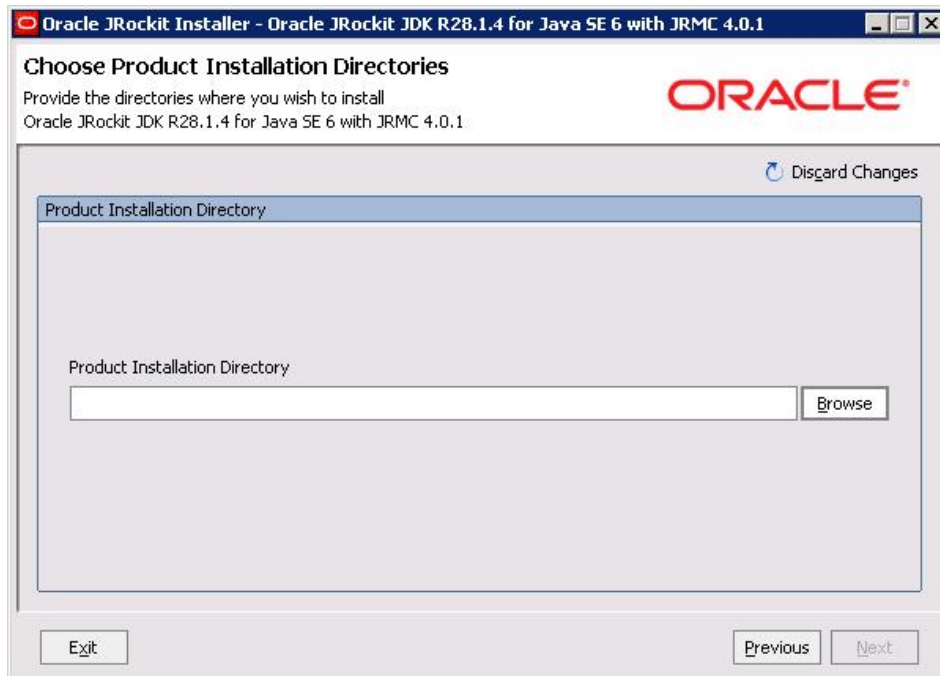 Oracle JRockit Installer - Oracle JRockit JDK R28.1.4 for Java SE 6 with JRMC 4.0.1
Choose Product Installation Directories
Provide the directories where you wish to install
Oracle JRockit JDK R28.1.4 for Java SE 6 with JRMC 4.0.1
ORACLE
Discard Changes
Product Installation Directory
Product Installation Directory
Browse
Exit
Previous
Next